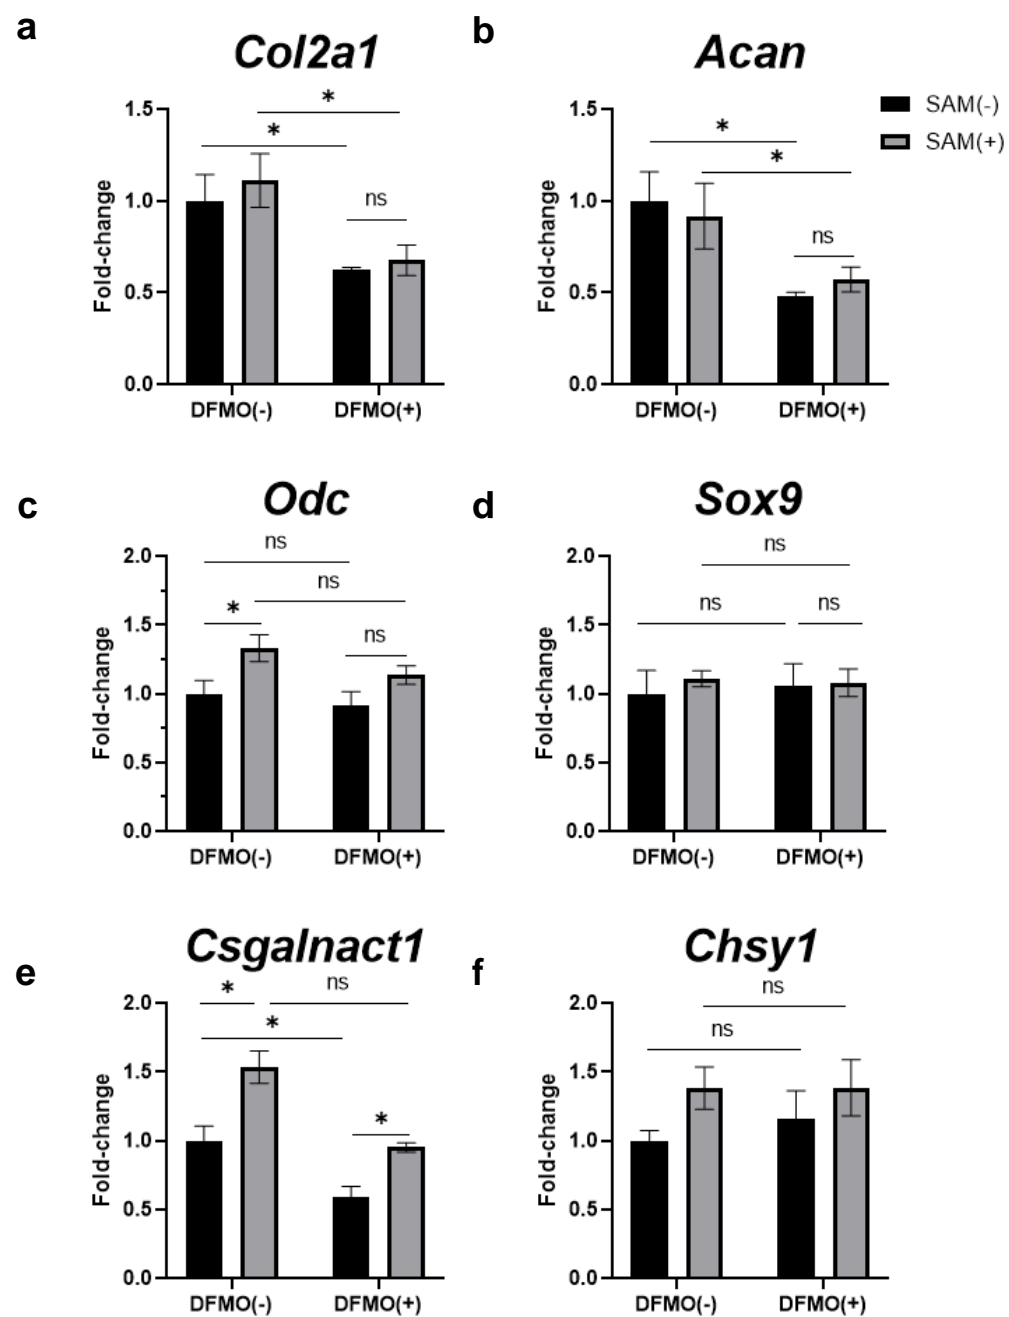 a
Col2a1
b
Acan
SAM(-)
SAM(+)
Fold-change
1.5
1.0
0.5
0.0
*
*
ns
DFMO(-)
DFMO(+)
Fold-change
1.5
1.0
0.5
0.0
*
*
ns
DFMO(-)
DFMO(+)
c
Odc
d
Sox9
Fold-change
2.0
1.5
1.0
0.5
0.0
ns
ns
*
ns
DFMO(-)
DFMO(+)
Fold-change
2.0
1.5
1.0
0.5
0.0
ns
ns
ns
DFMO(-)
DFMO(+)
e
Csgalnact1
f
Chsy1
Fold-change
2.0
1.5
1.0
0.5
0.0
*
ns
*
*
DFMO(-)
DFMO(+)
Fold-change
2.0
1.5
1.0
0.5
0.0
ns
ns
DFMO(-)
DFMO(+)